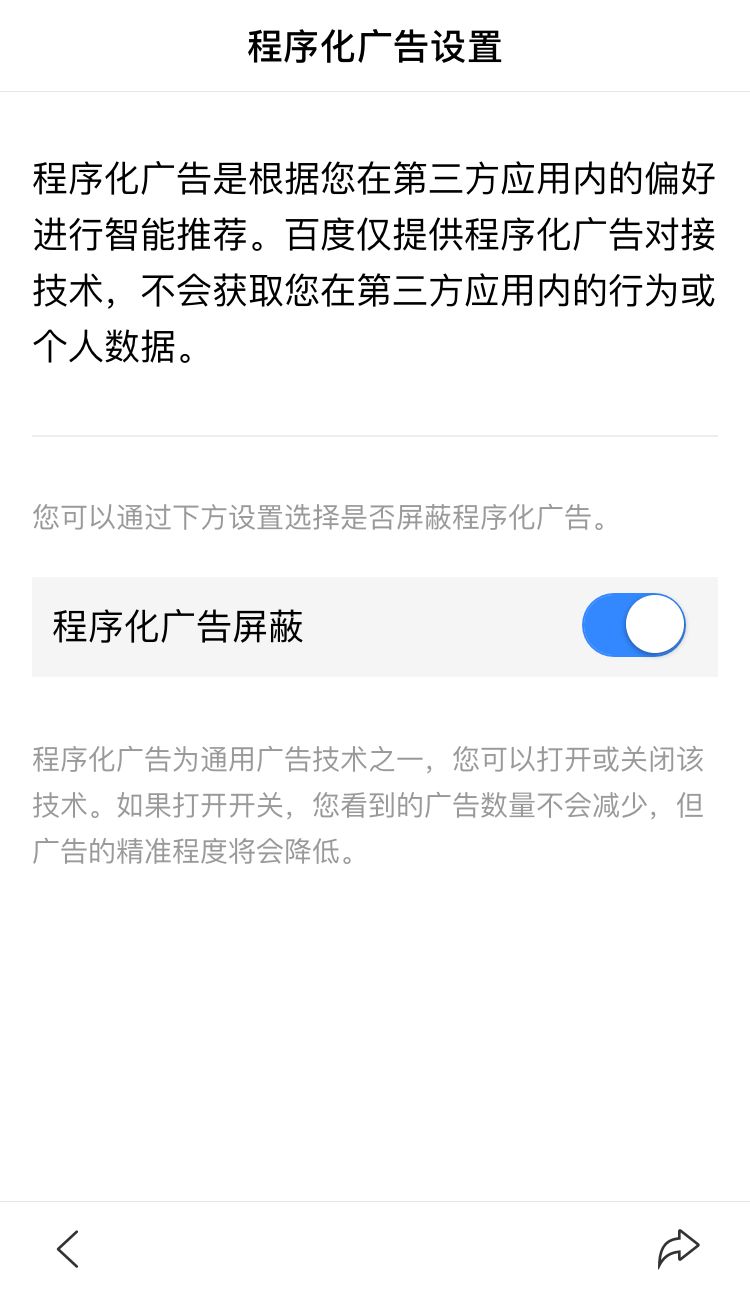 程序化广告设置
程序化广告是根据您在第三方应用内的偏好
进行智能推荐。百度仅提供程序化广告对接
技术，不会获取您在第三方应用内的行为或
个人数据。
您可以通过下方设置选择是否屏蔽程序化广告。
程序化广告屏蔽
程序化广告为通用广告技术之一，您可以打开或关闭该
技术。如果打开开关，您看到的广告数量不会减少，但
广告的精准程度将会降低。